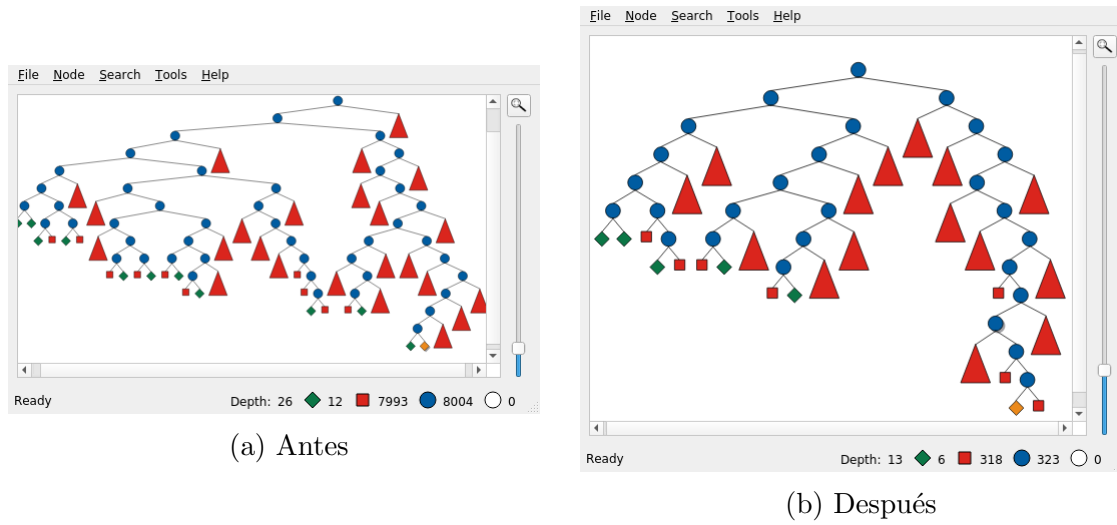 File Node Search Tools Help
Ready Depth: 26 12 7993 8004 0
(a) Antes
File Node Search Tools Help
Ready Depth: 13 6 318 323 0
(b) Después